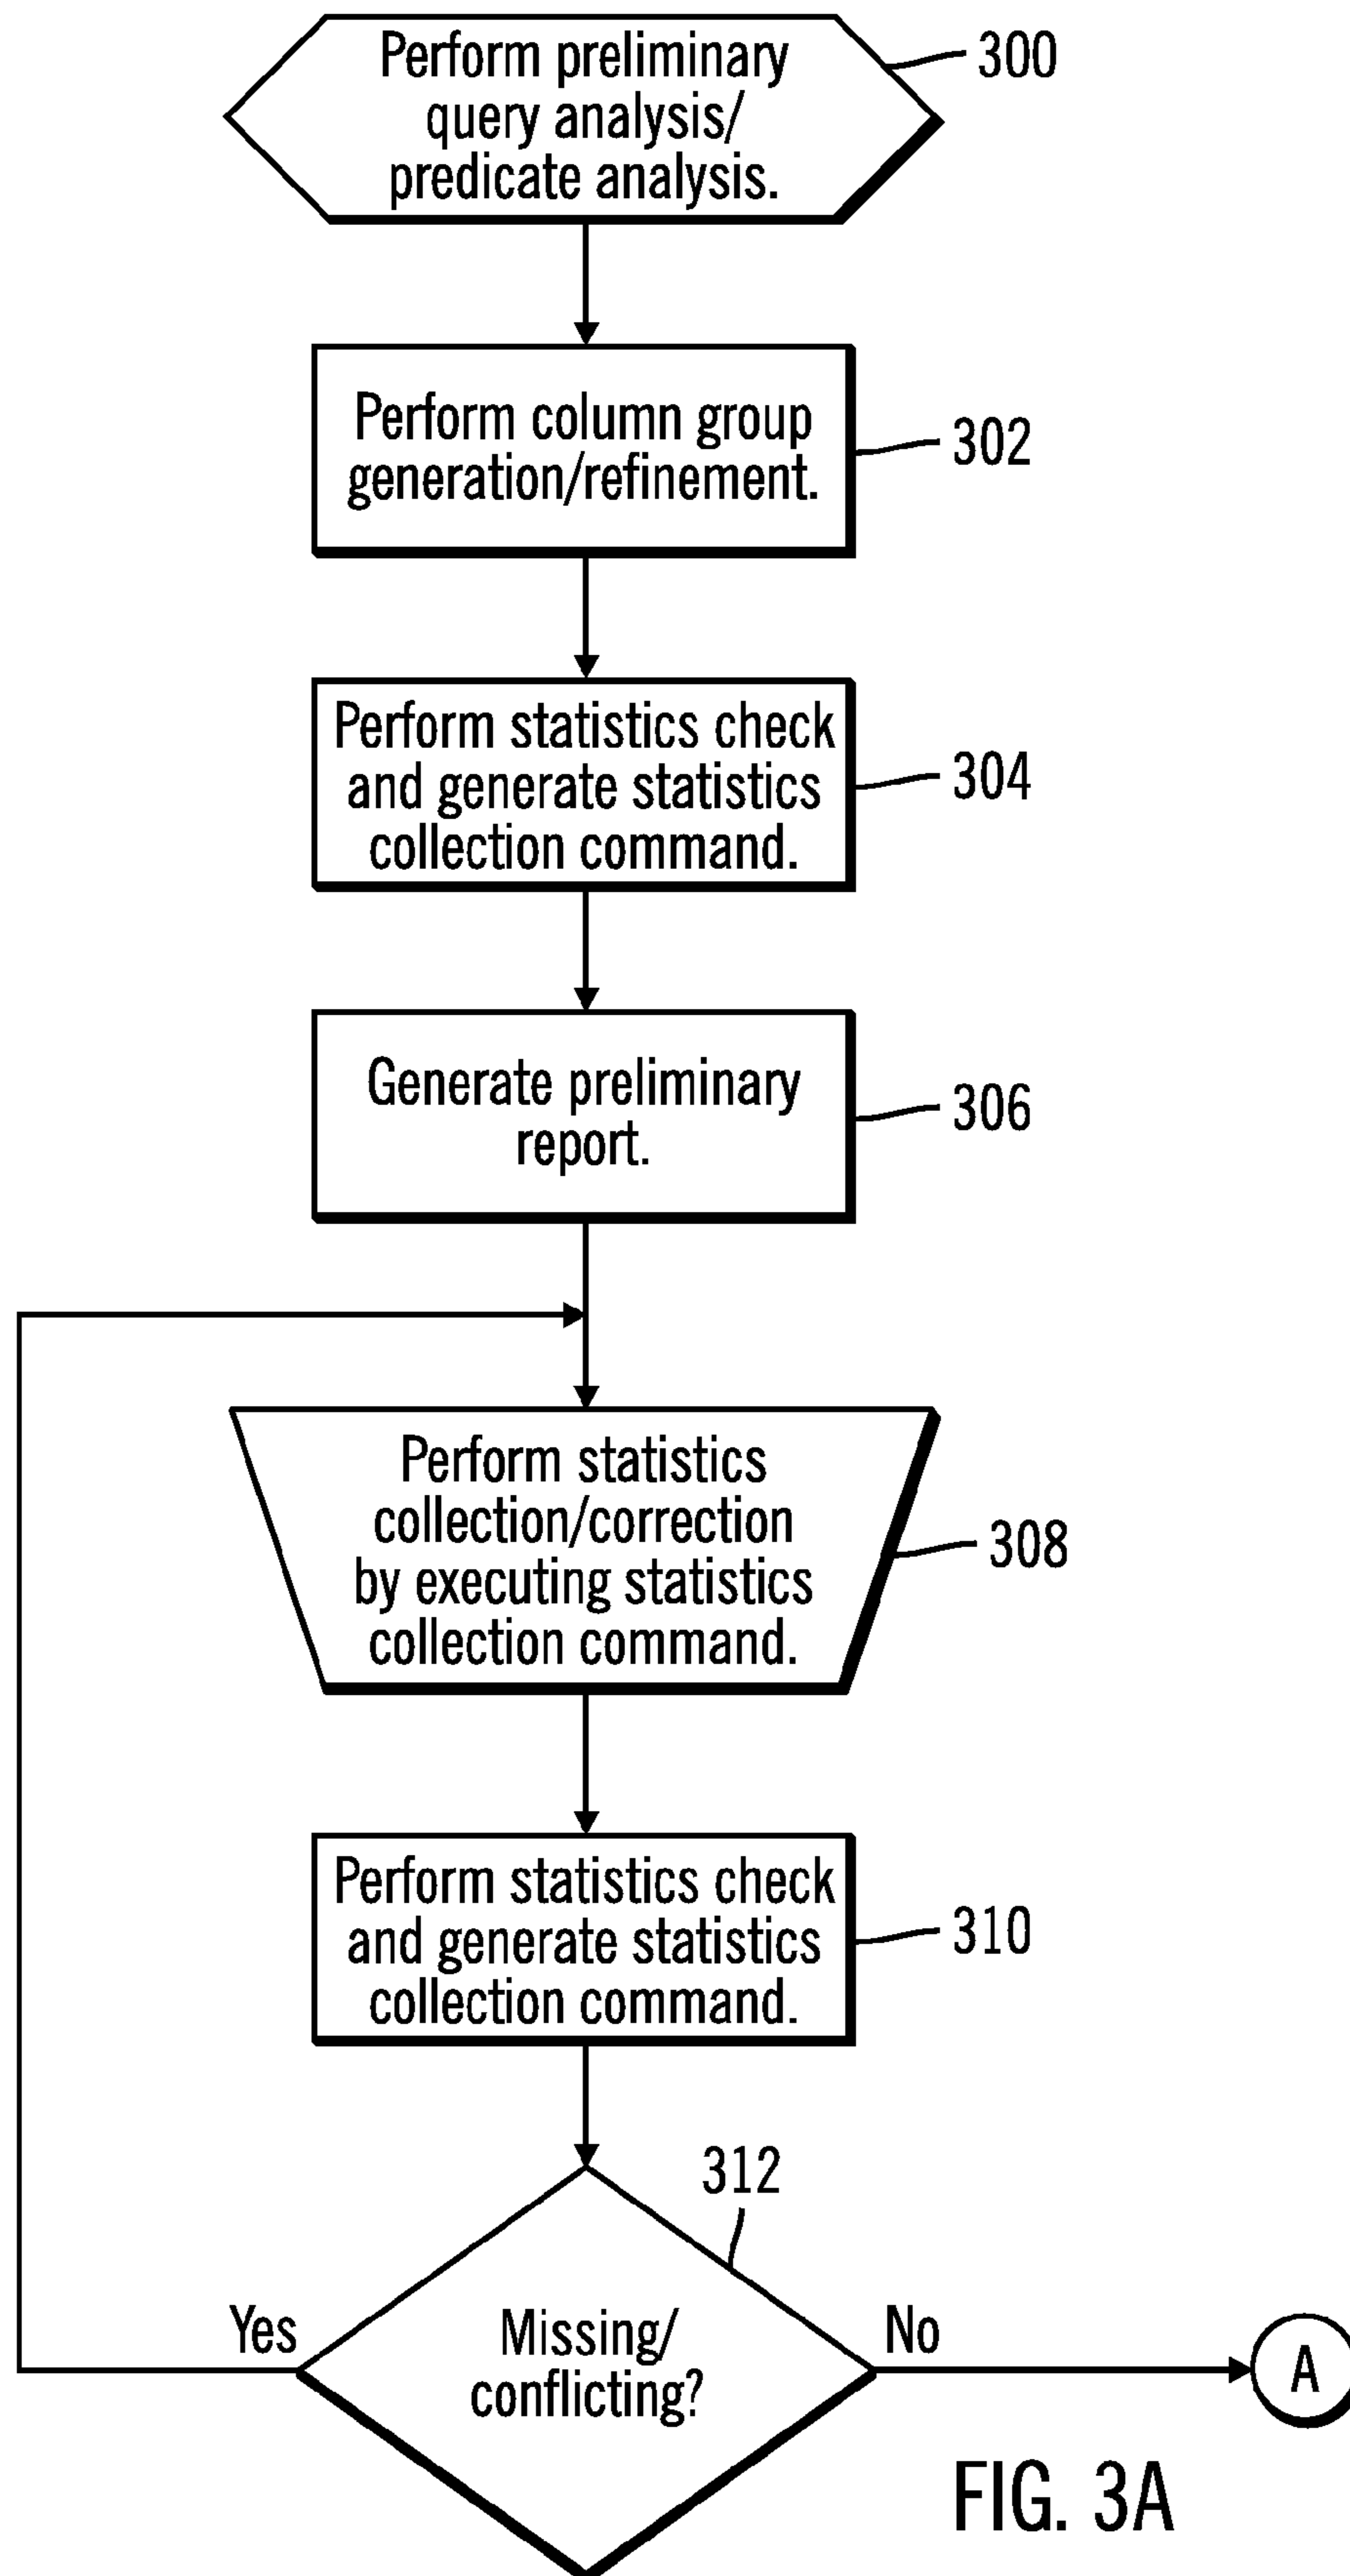 Perform preliminary
query analysis/
predicate analysis.
300
Perform column group
generation/refinement.
302
Perform statistics check
and generate statistics
collection command.
304
Generate preliminary
report.
306
Perform statistics
collection/correction
by executing statistics
collection command.
308
Perform statistics check
and generate statistics
collection command.
310
312
Yes
Missing/
conflicting?
No
A
FIG. 3A